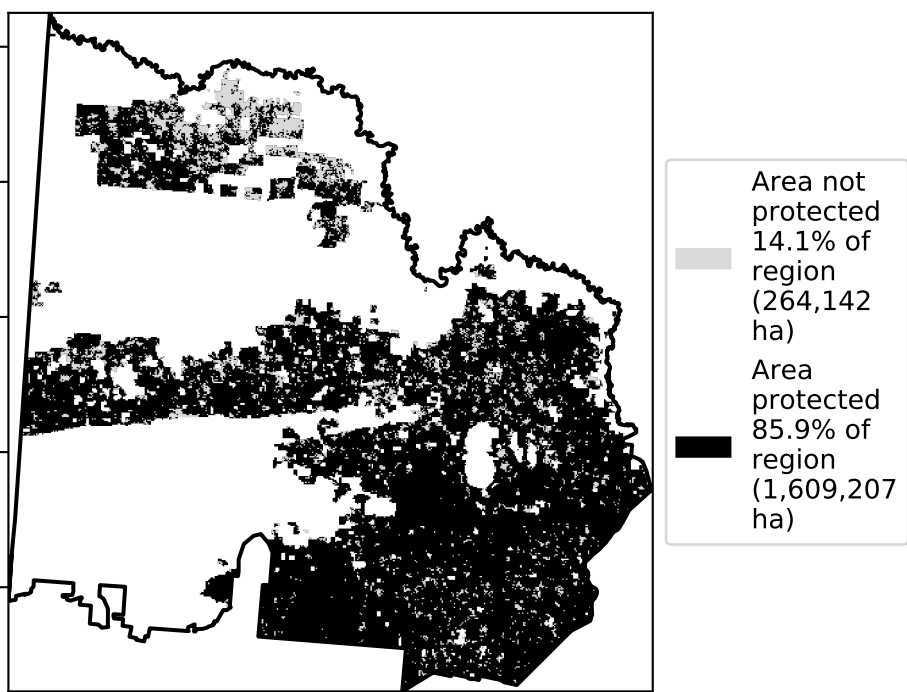 Area not
protected
14.1% of
region
(264,142
ha)
Area
protected
85.9% of
region
(1,609,207
ha)